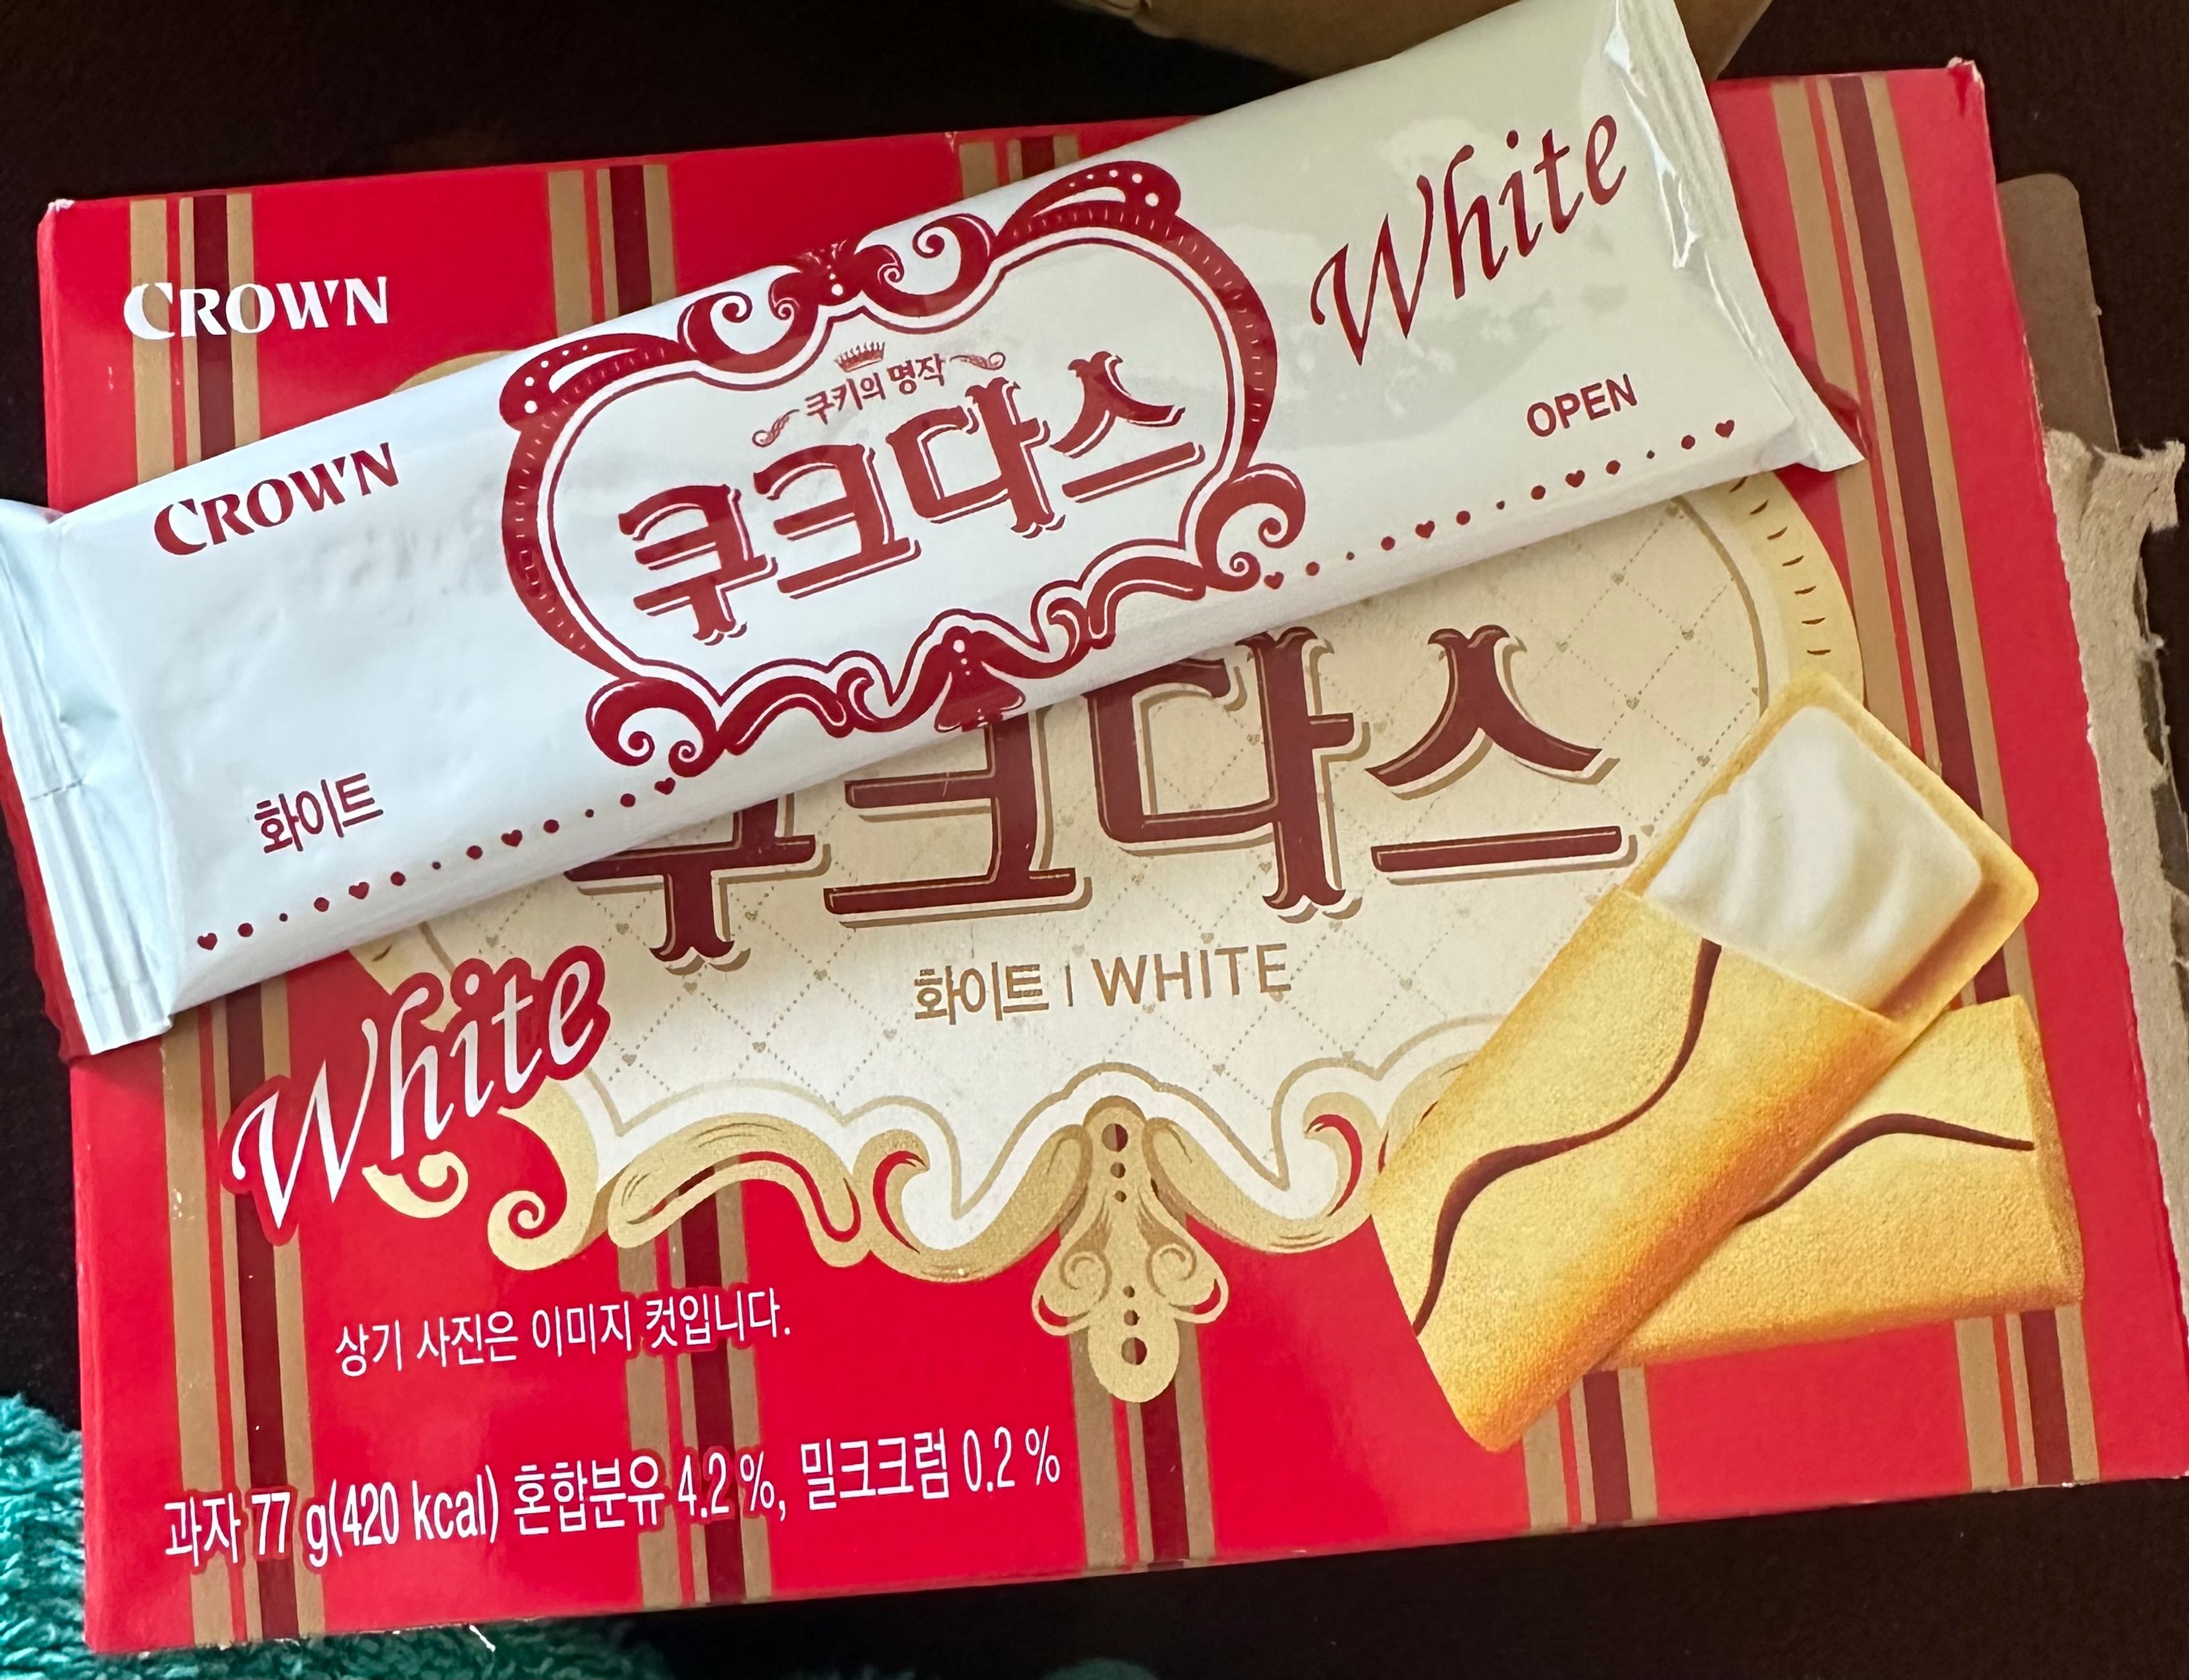 CROWN
CROWN
쿠키의 명작
쿠크다스
White
OPEN
화이트
쿠크다스
화이트 | WHITE
White
상기 사진은 이미지 컷입니다.
과자 77 g(420 kcal) 혼합분유 4.2 %, 밀크크럼 0.2 %